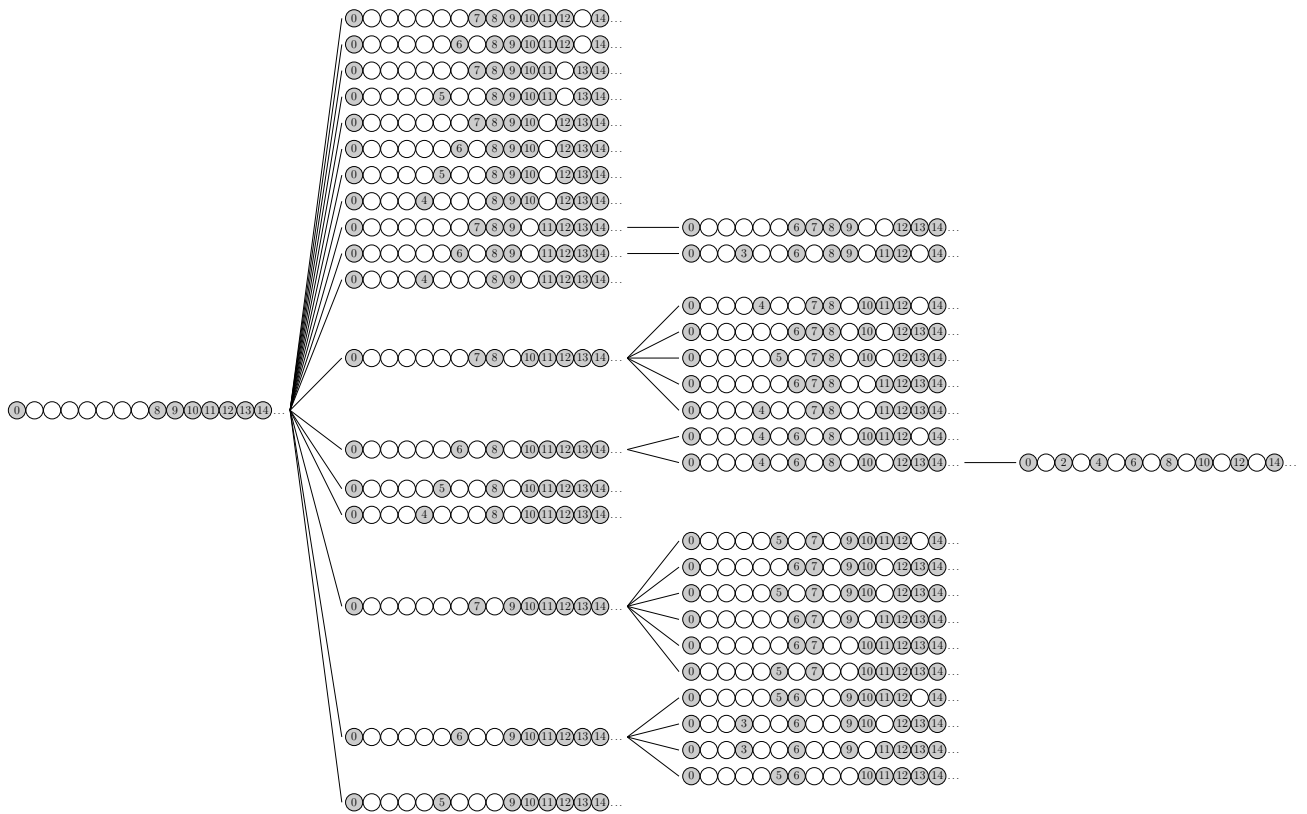 0 7 8 9 10 11 12 14 ...
0 6 8 9 10 11 12 14 ...
0 7 8 9 10 11 13 14 ...
0 5 8 9 10 11 13 14 ...
0 7 8 9 10 12 13 14 ...
0 6 8 9 10 12 13 14 ...
0 5 8 9 10 12 13 14 ...
0 4 8 9 10 12 13 14 ...
0 7 8 9 11 12 13 14 ... 0 6 7 8 9 12 13 14 ...
0 6 8 9 11 12 13 14 ... 0 3 6 8 9 11 12 14 ...
0 4 8 9 11 12 13 14 ...
0 4 7 8 10 11 12 14 ...
0 6 7 8 10 12 13 14 ...
0 7 8 10 11 12 13 14 ... 0 5 7 8 10 12 13 14 ...
0 6 7 8 11 12 13 14 ...
0 8 9 10 11 12 13 14 ... 0 4 7 8 11 12 13 14 ...
0 4 6 8 10 11 12 14 ...
0 6 8 10 11 12 13 14 ...
0 4 6 8 10 12 13 14 ... 0 2 4 6 8 10 12 14 ...
0 5 8 10 11 12 13 14 ...
0 4 8 10 11 12 13 14 ...
0 5 7 9 10 11 12 14 ...
0 6 7 9 10 12 13 14 ...
0 5 7 9 10 12 13 14 ...
0 7 9 10 11 12 13 14 ...
0 6 7 9 11 12 13 14 ...
0 6 7 10 11 12 13 14 ...
0 5 7 10 11 12 13 14 ...
0 5 6 9 10 11 12 14 ...
0 3 6 9 10 12 13 14 ...
0 6 9 10 11 12 13 14 ...
0 3 6 9 11 12 13 14 ...
0 5 6 10 11 12 13 14 ...
0 5 9 10 11 12 13 14 ...